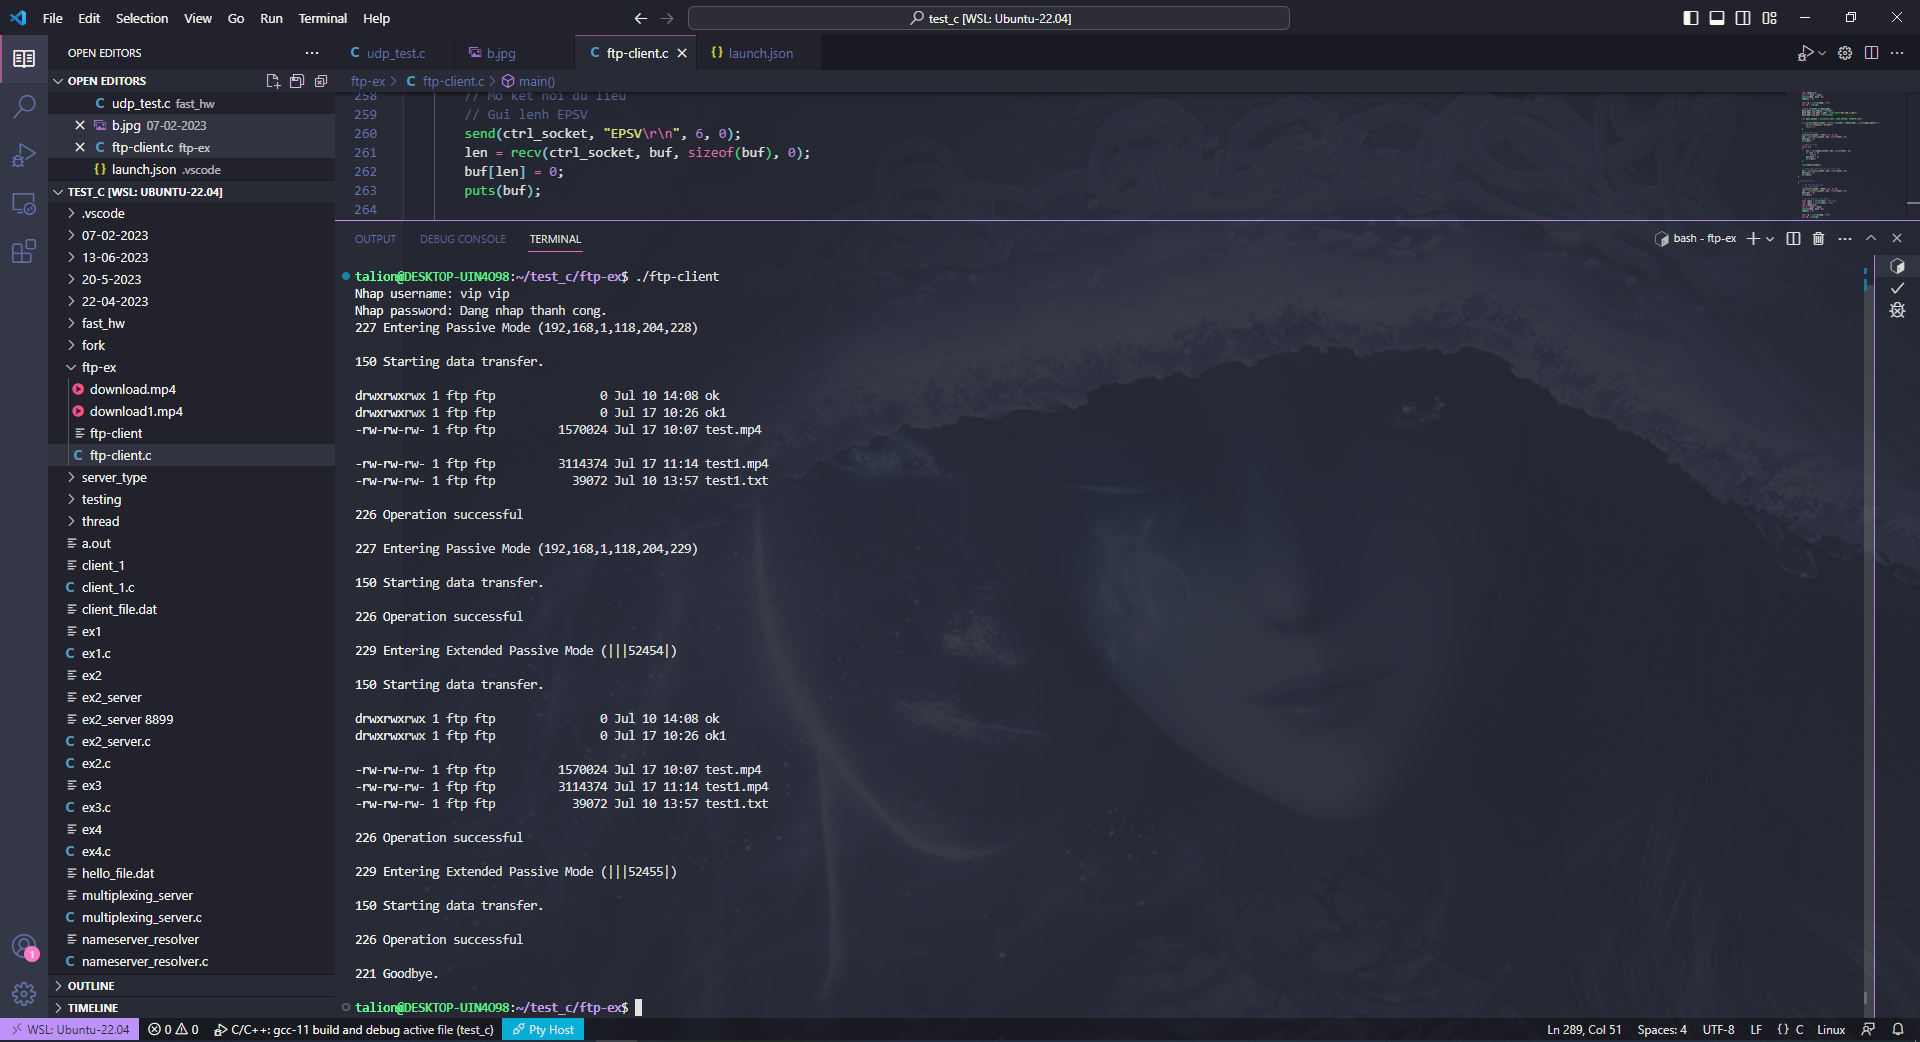 File Edit Selection View Go Run Terminal Help
test_c [WSL: Ubuntu-22.04]
OPEN EDITORS
OPEN EDITORS
udp_test.c fast_hw
b.jpg 07-02-2023
ftp-client.c ftp-ex
launch.json .vscode
TEST_C [WSL: UBUNTU-22.04]
.vscode
07-02-2023
13-06-2023
20-5-2023
22-04-2023
fast_hw
fork
ftp-ex
download.mp4
download1.mp4
ftp-client
C ftp-client.c
server_type
testing
thread
a.out
client_1
C client_1.c
client_file.dat
ex1
C ex1.c
ex2
ex2_server
ex2_server 8899
C ex2_server.c
C ex2.c
ex3
C ex3.c
ex4
C ex4.c
hello_file.dat
multiplexing_server
C multiplexing_server.c
nameserver_resolver
C nameserver_resolver.c
OUTLINE
TIMELINE
C udp_test.c
b.jpg
C ftp-client.c
{} launch.json
ftp-ex > C ftp-client.c > main()
258 // Mo ket noi du lieu
259 // Gui lenh EPSV
260 send(ctrl_socket, "EPSV\r\n", 6, 0);
261 len = recv(ctrl_socket, buf, sizeof(buf), 0);
262 buf[len] = 0;
263 puts(buf);
264
OUTPUT DEBUG CONSOLE TERMINAL
bash - ftp-ex
talion@DESKTOP-UIN4O98:~/test_c/ftp-ex$ ./ftp-client
Nhap username: vip vip
Nhap password: Dang nhap thanh cong.
227 Entering Passive Mode (192,168,1,118,204,228)
150 Starting data transfer.
drwxrwxrwx 1 ftp ftp 0 Jul 10 14:08 ok
drwxrwxrwx 1 ftp ftp 0 Jul 17 10:26 ok1
-rw-rw-rw- 1 ftp ftp 1570024 Jul 17 10:07 test.mp4
-rw-rw-rw- 1 ftp ftp 3114374 Jul 17 11:14 test1.mp4
-rw-rw-rw- 1 ftp ftp 39072 Jul 10 13:57 test1.txt
226 Operation successful
227 Entering Passive Mode (192,168,1,118,204,229)
150 Starting data transfer.
226 Operation successful
229 Entering Extended Passive Mode (|||52454|)
150 Starting data transfer.
drwxrwxrwx 1 ftp ftp 0 Jul 10 14:08 ok
drwxrwxrwx 1 ftp ftp 0 Jul 17 10:26 ok1
-rw-rw-rw- 1 ftp ftp 1570024 Jul 17 10:07 test.mp4
-rw-rw-rw- 1 ftp ftp 3114374 Jul 17 11:14 test1.mp4
-rw-rw-rw- 1 ftp ftp 39072 Jul 10 13:57 test1.txt
226 Operation successful
229 Entering Extended Passive Mode (|||52455|)
150 Starting data transfer.
226 Operation successful
221 Goodbye.
talion@DESKTOP-UIN4O98:~/test_c/ftp-ex$
1
WSL: Ubuntu-22.04 0 0 C/C++: gcc-11 build and debug active file (test_c) Pty Host
Ln 289, Col 51 Spaces: 4 UTF-8 LF {} C Linux